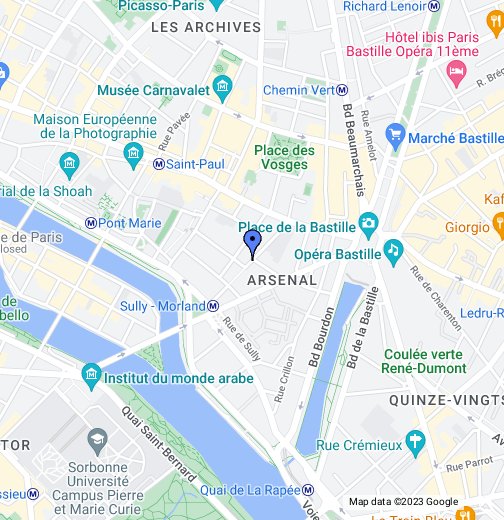 Picasso-Paris
Richard Lenoir
LES ARCHIVES
Hôtel ibis Paris
Bastille Opéra 11ème
R. Bréc
Musée Carnavalet
Chemin Vert
Bd Beaumarchais
Rue Amelot
Maison Européenne
de la Photographie
Rue Payée
Marché Bastille
Place des
Vosges
Saint-Paul
rial de la Shoah
Kaf
Pont Marie
Place de la Bastille
Giorgio
e de Paris
losed
Opéra Bastille
ARSENAL
Rue de Charenton
de
bello
Sully - Morland
Ledru-R
Rue de Sully
Bd Bourdon
Bd de la Bastille
Coulée verte
René-Dumont
Rue Crillon
Institut du monde arabe
QUINZE-VINGTS
Quai Saint-Bernard
TOR
Rue Crémieux
Av
Sorbonne
Université
Campus Pierre
et Marie Curie
Rue Parrot
ssieu
Quai de La Rapée
Voie
Map data ©2023 Google
Le Train Bleu